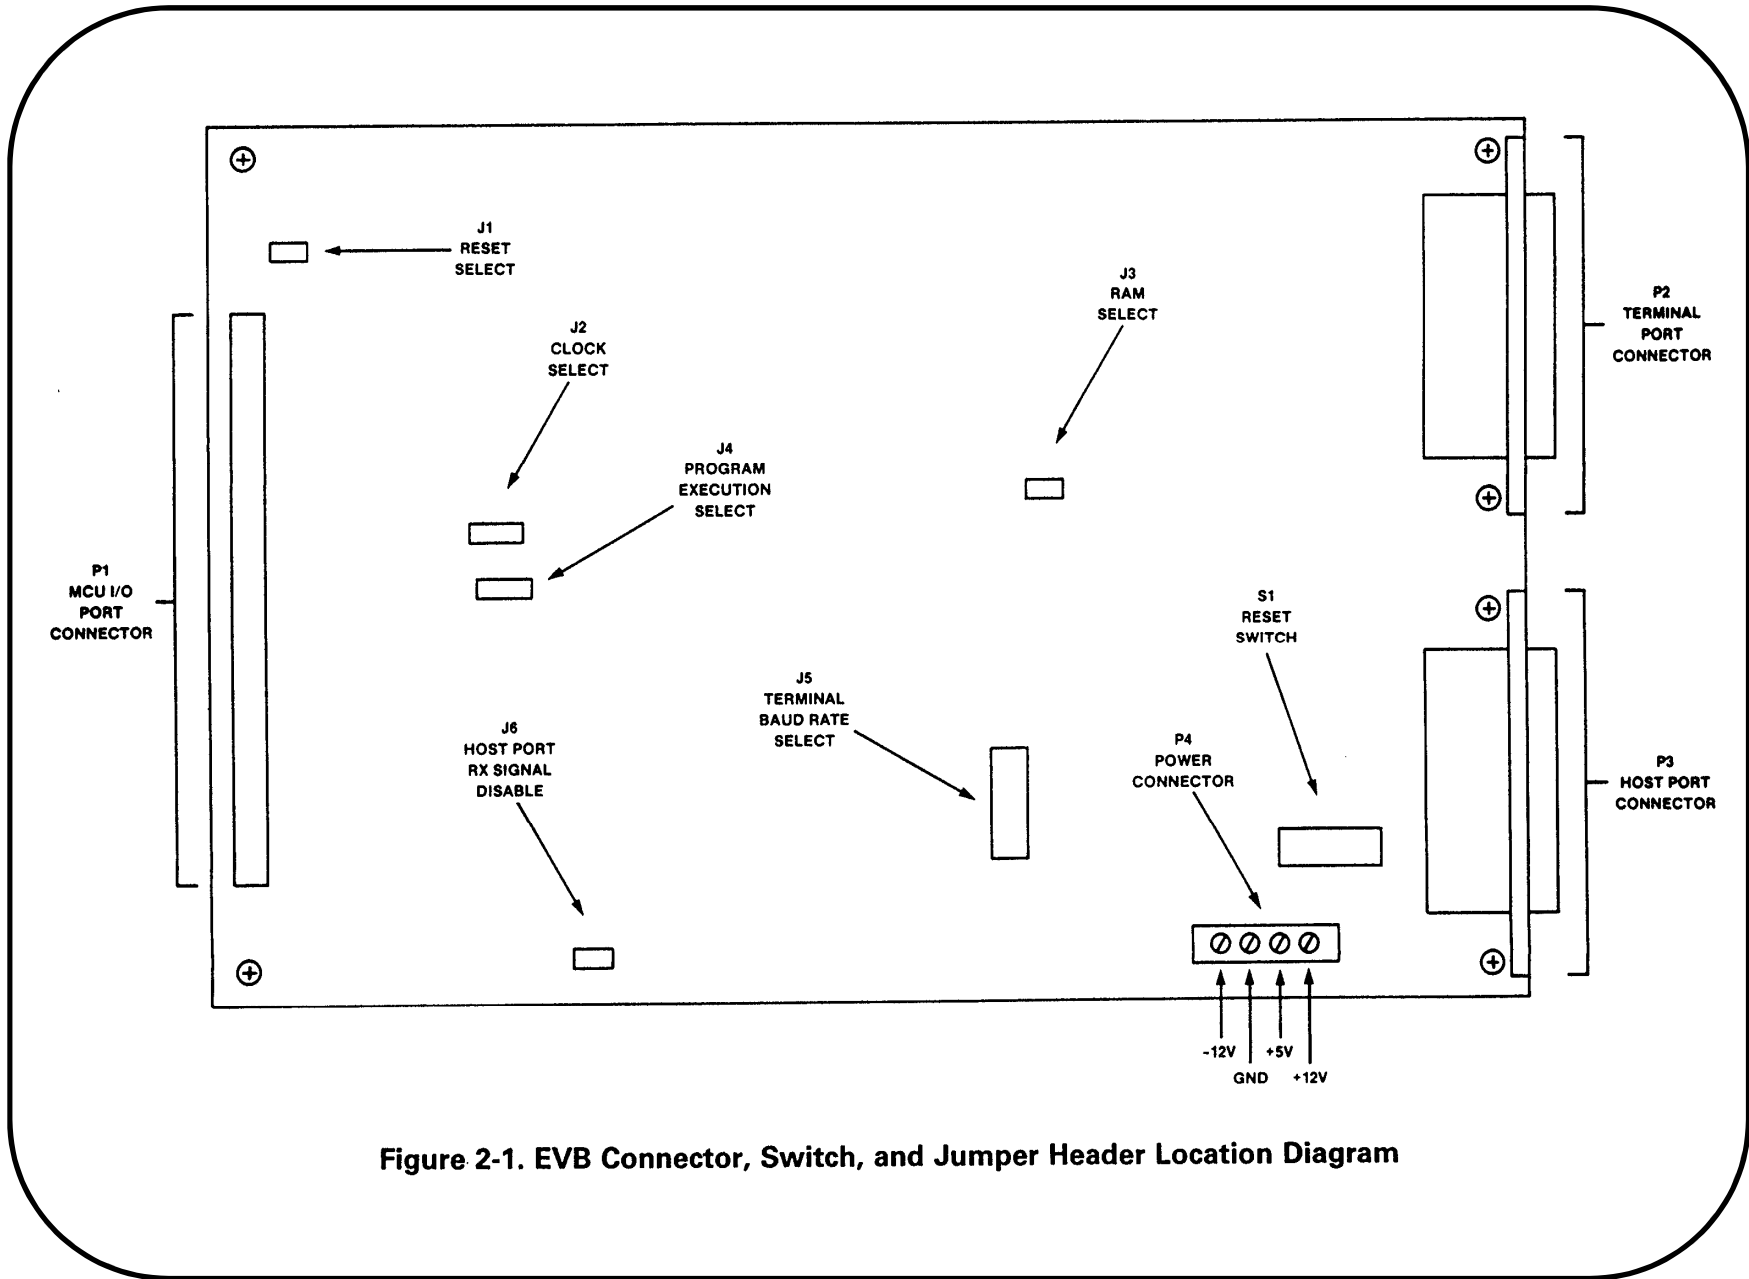 J1
RESET
SELECT
J2
CLOCK
SELECT
J3
RAM
SELECT
P2
TERMINAL
PORT
CONNECTOR
J4
PROGRAM
EXECUTION
SELECT
P1
MCU I/O
PORT
CONNECTOR
S1
RESET
SWITCH
J5
TERMINAL
BAUD RATE
SELECT
J6
HOST PORT
RX SIGNAL
DISABLE
P4
POWER
CONNECTOR
P3
HOST PORT
CONNECTOR
-12V
GND
+5V
+12V
Figure 2-1. EVB Connector, Switch, and Jumper Header Location Diagram